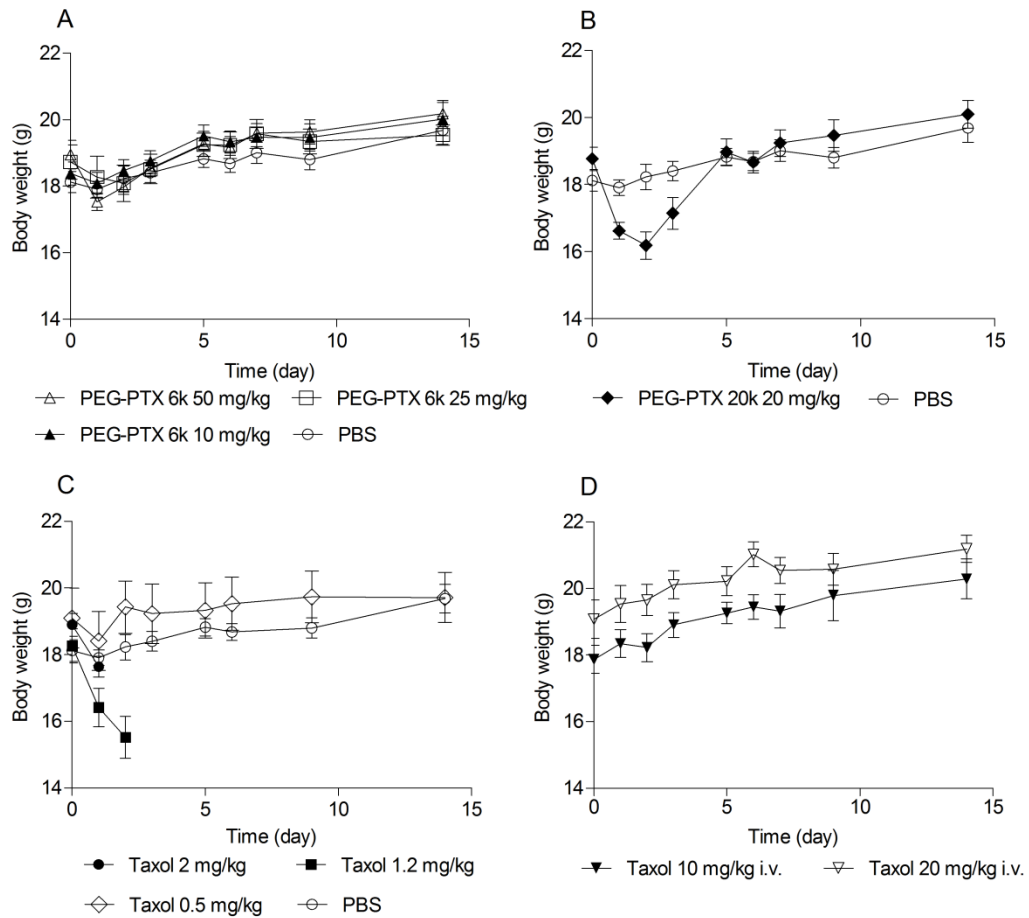 A
Body weight (g)
22
20
18
16
14
0 5 10 15
Time (day)
PEG-PTX 6k 50 mg/kg PEG-PTX 6k 25 mg/kg
PEG-PTX 6k 10 mg/kg PBS
B
Body weight (g)
22
20
18
16
14
0 5 10 15
Time (day)
PEG-PTX 20k 20 mg/kg PBS
C
Body weight (g)
22
20
18
16
14
0 5 10 15
Time (day)
Taxol 2 mg/kg Taxol 1.2 mg/kg
Taxol 0.5 mg/kg PBS
D
Body weight (g)
22
20
18
16
14
0 5 10 15
Time (day)
Taxol 10 mg/kg i.v. Taxol 20 mg/kg i.v.